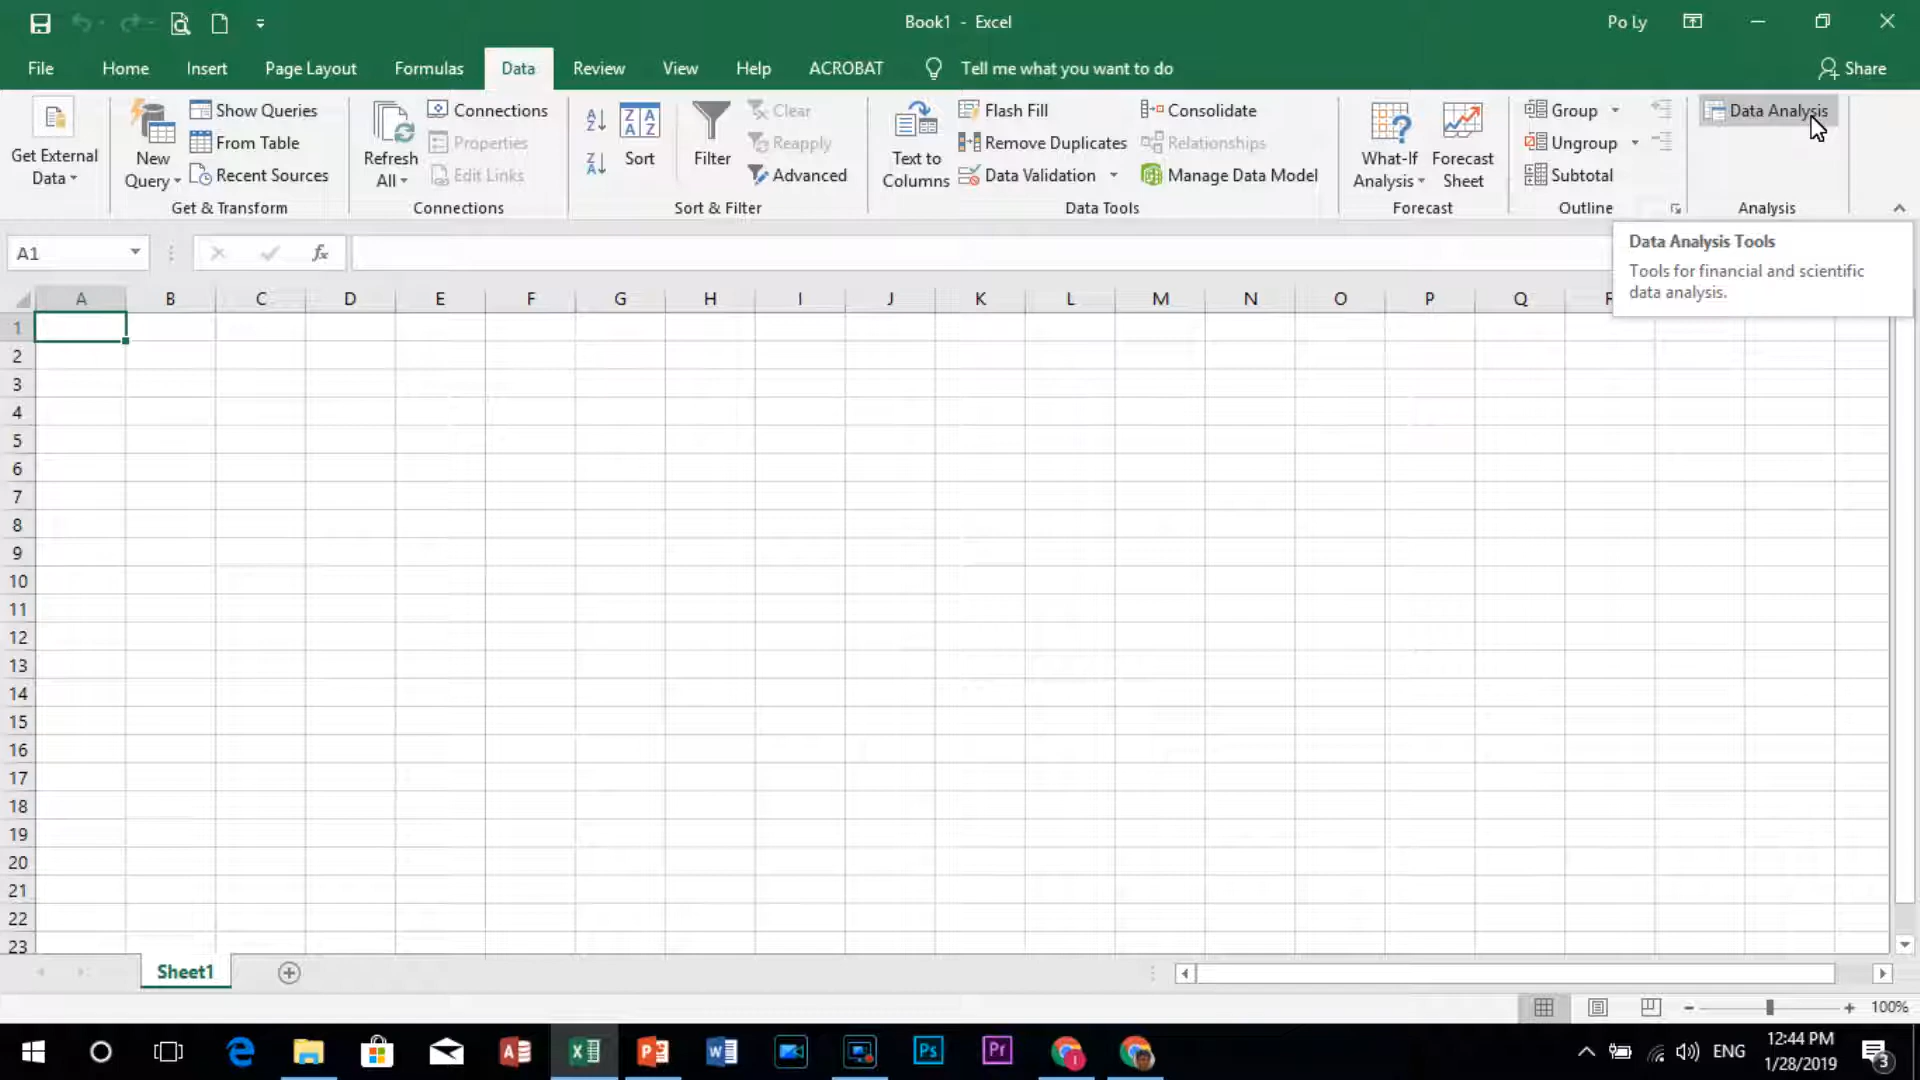 Book1 - Excel
Po Ly
File
Home
Insert
Page Layout
Formulas
Data
Review
View
Help
ACROBAT
Tell me what you want to do
Share
Get External
Data
New
Query
Show Queries
From Table
Recent Sources
Get & Transform
Refresh
All
Connections
Properties
Edit Links
Connections
A
Z
Z
A
Z A
A Z
Sort
Filter
Clear
Reapply
Advanced
Sort & Filter
Text to
Columns
Flash Fill
Remove Duplicates
Data Validation
Consolidate
Relationships
Manage Data Model
Data Tools
What-If
Analysis
Forecast
Sheet
Forecast
Group
Ungroup
Subtotal
Outline
Data Analysis
Analysis
A1
fx
Data Analysis Tools
Tools for financial and scientific
data analysis.
A B C D E F G H I J K L M N O P Q
1
2
3
4
5
6
7
8
9
10
11
12
13
14
15
16
17
18
19
20
21
22
23
Sheet1
100%
Ps
Pr
ENG
12:44 PM
1/28/2019
3